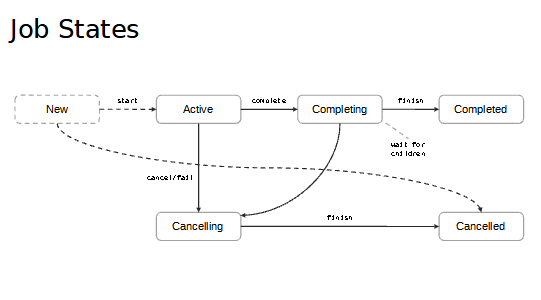 Job States
start
complete
finish
New
Active
Completing
Completed
wait for
children
cancel/fail
finish
Cancelling
Cancelled